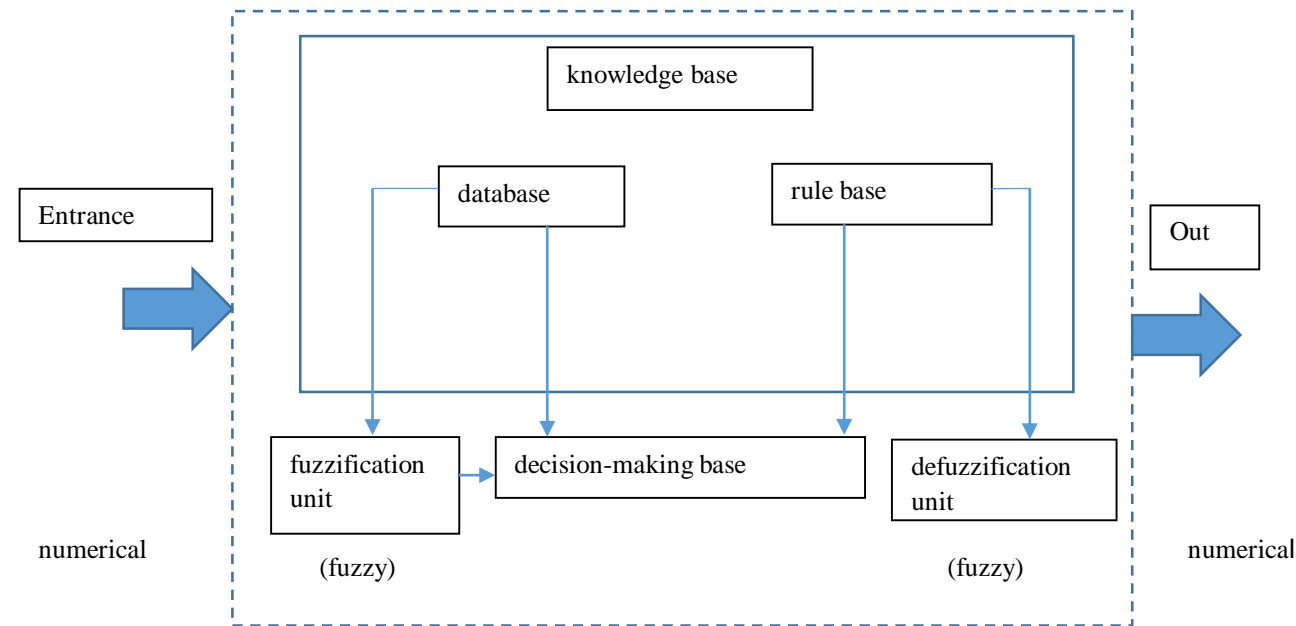 knowledge base
database
rule base
Entrance
Out
fuzzification
unit
decision-making base
defuzzification
unit
numerical
(fuzzy)
(fuzzy)
numerical